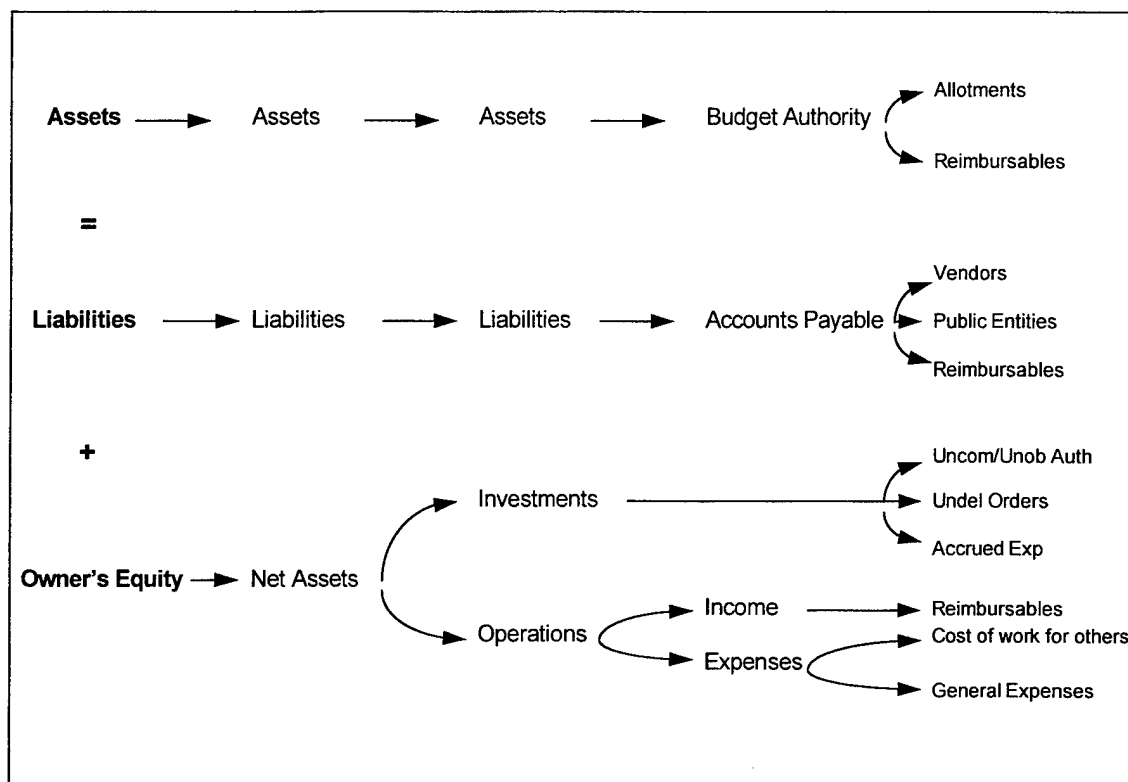 Assets Assets Assets Budget Authority
Allotments
Reimbursables
=
Liabilities Liabilities Liabilities Accounts Payable
Vendors
Public Entities
Reimbursables
+
Owner's Equity Net Assets
Investments
Uncom/Unob Auth
Undel Orders
Accrued Exp
Operations
Income
Reimbursables
Expenses
Cost of work for others
General Expenses